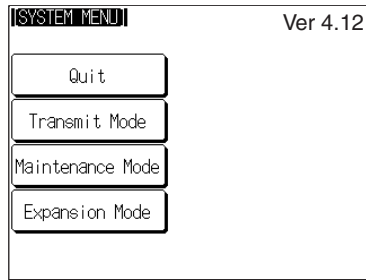 SYSTEM MENU
Ver 4.12
Quit
Transmit Mode
Maintenance Mode
Expansion Mode